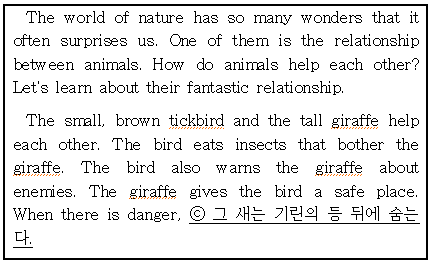 The world of nature has so many wonders that it
often surprises us. One of them is the relationship
between animals. How do animals help each other?
Let's learn about their fantastic relationship.
The small, brown tickbird and the tall giraffe help
each other. The bird eats insects that bother the
giraffe. The bird also warns the giraffe about
enemies. The giraffe gives the bird a safe place.
When there is danger, ⓒ 그 새는 기린의 등 뒤에 숨는
다.